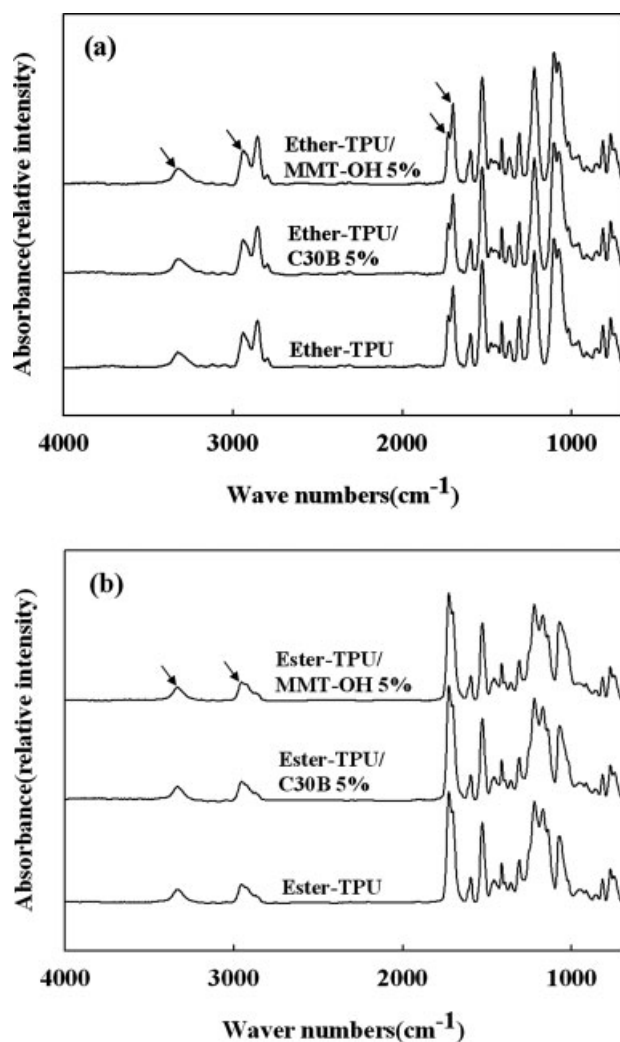 (a)
Absorbance(relative intensity)
Ether-TPU/
MMT-OH 5%
Ether-TPU/
C30B 5%
Ether-TPU
4000 3000 2000 1000
Wave numbers(cm-1)
(b)
Absorbance(relative intensity)
Ester-TPU/
MMT-OH 5%
Ester-TPU/
C30B 5%
Ester-TPU
4000 3000 2000 1000
Waver numbers(cm-1)